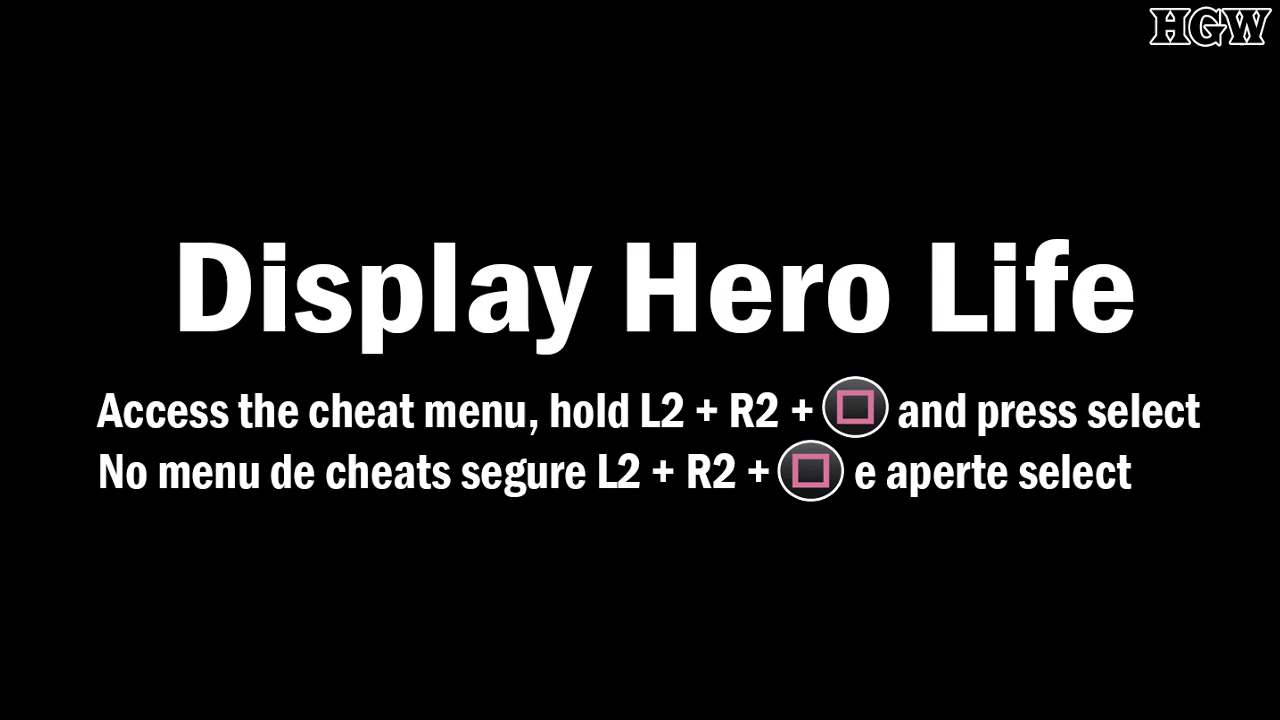 HGW
Display Hero Life
Access the cheat menu, hold L2 + R2 + and press select
No menu de cheats segure L2 + R2 + e aperte select